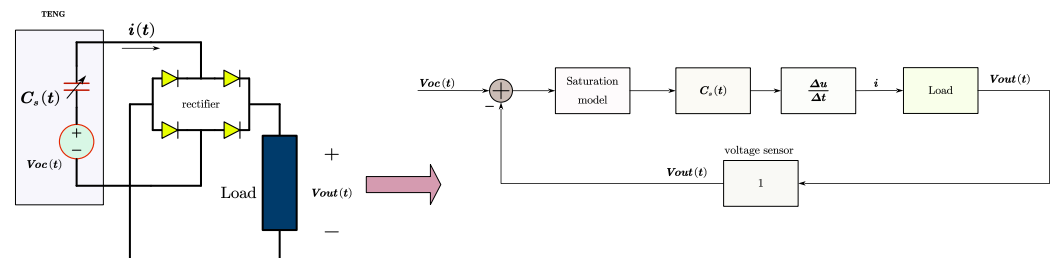 TENG
i(t)
C_s(t)
rectifier
+
−
Voc(t)
Load
+
Vout(t)
−
Voc(t)
−
Saturation
model
C_s(t)
Δu
Δt
i
Load
Vout(t)
voltage sensor
Vout(t)
1